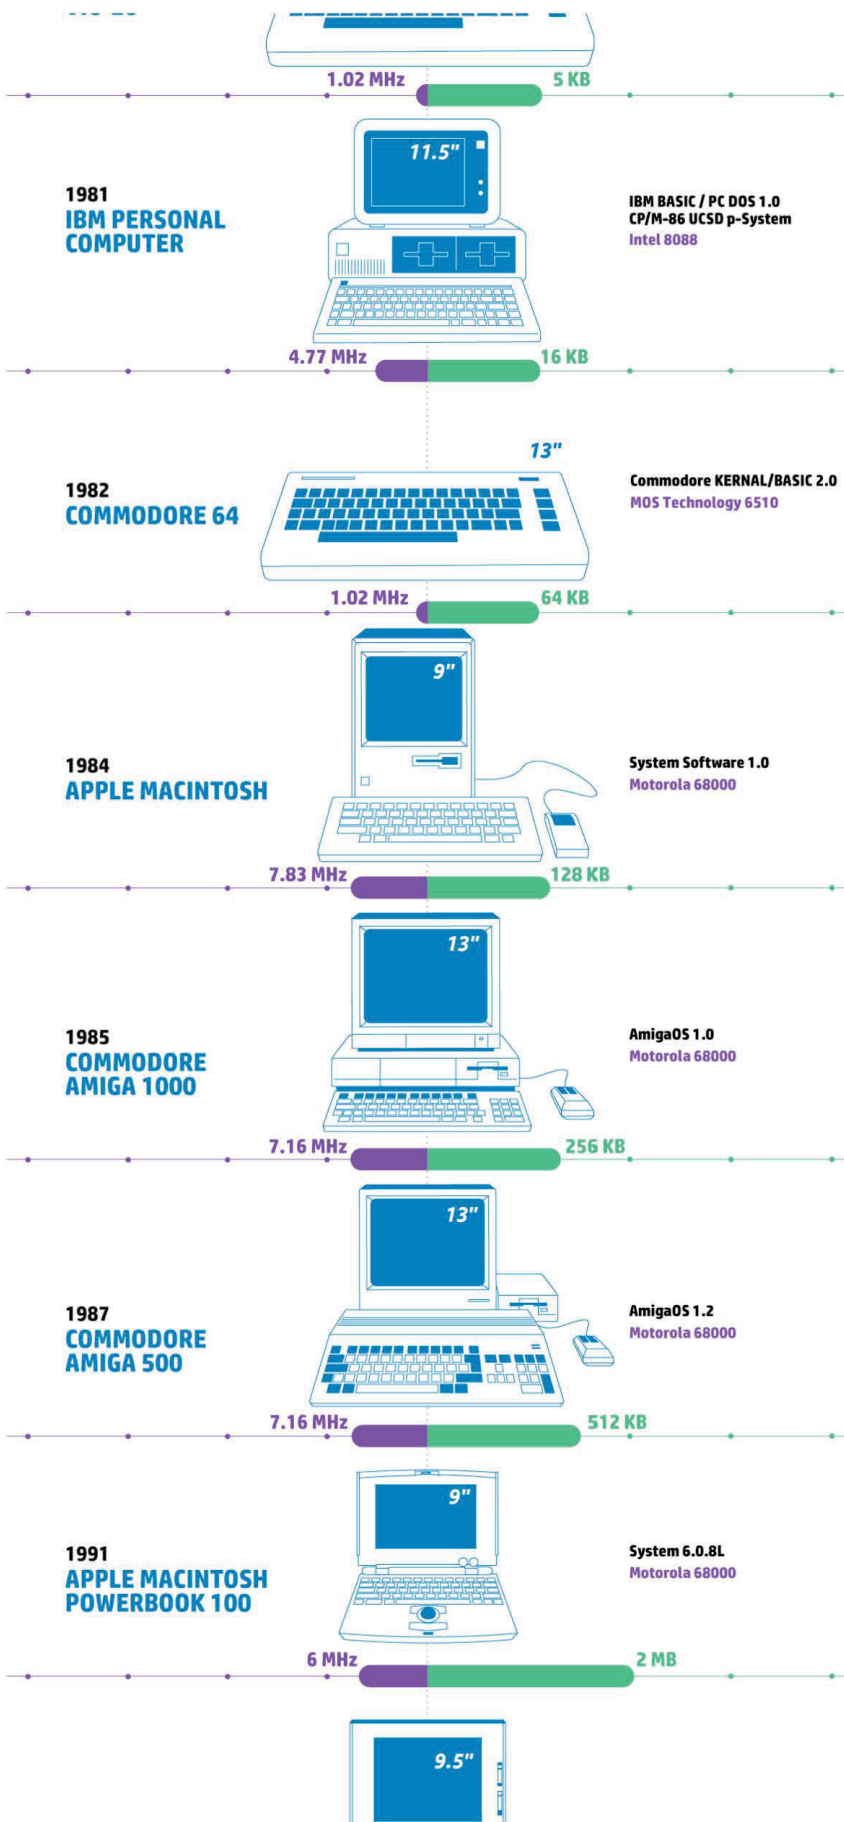 1.02 MHz
5 KB
11.5"
1981
IBM PERSONAL
COMPUTER
IBM BASIC / PC DOS 1.0
CP/M-86 UCSD p-System
Intel 8088
4.77 MHz
16 KB
13"
1982
COMMODORE 64
Commodore KERNAL/BASIC 2.0
MOS Technology 6510
1.02 MHz
64 KB
9"
1984
APPLE MACINTOSH
System Software 1.0
Motorola 68000
7.83 MHz
128 KB
13"
1985
COMMODORE
AMIGA 1000
AmigaOS 1.0
Motorola 68000
7.16 MHz
256 KB
13"
1987
COMMODORE
AMIGA 500
AmigaOS 1.2
Motorola 68000
7.16 MHz
512 KB
9"
1991
APPLE MACINTOSH
POWERBOOK 100
System 6.0.8L
Motorola 68000
6 MHz
2 MB
9.5"